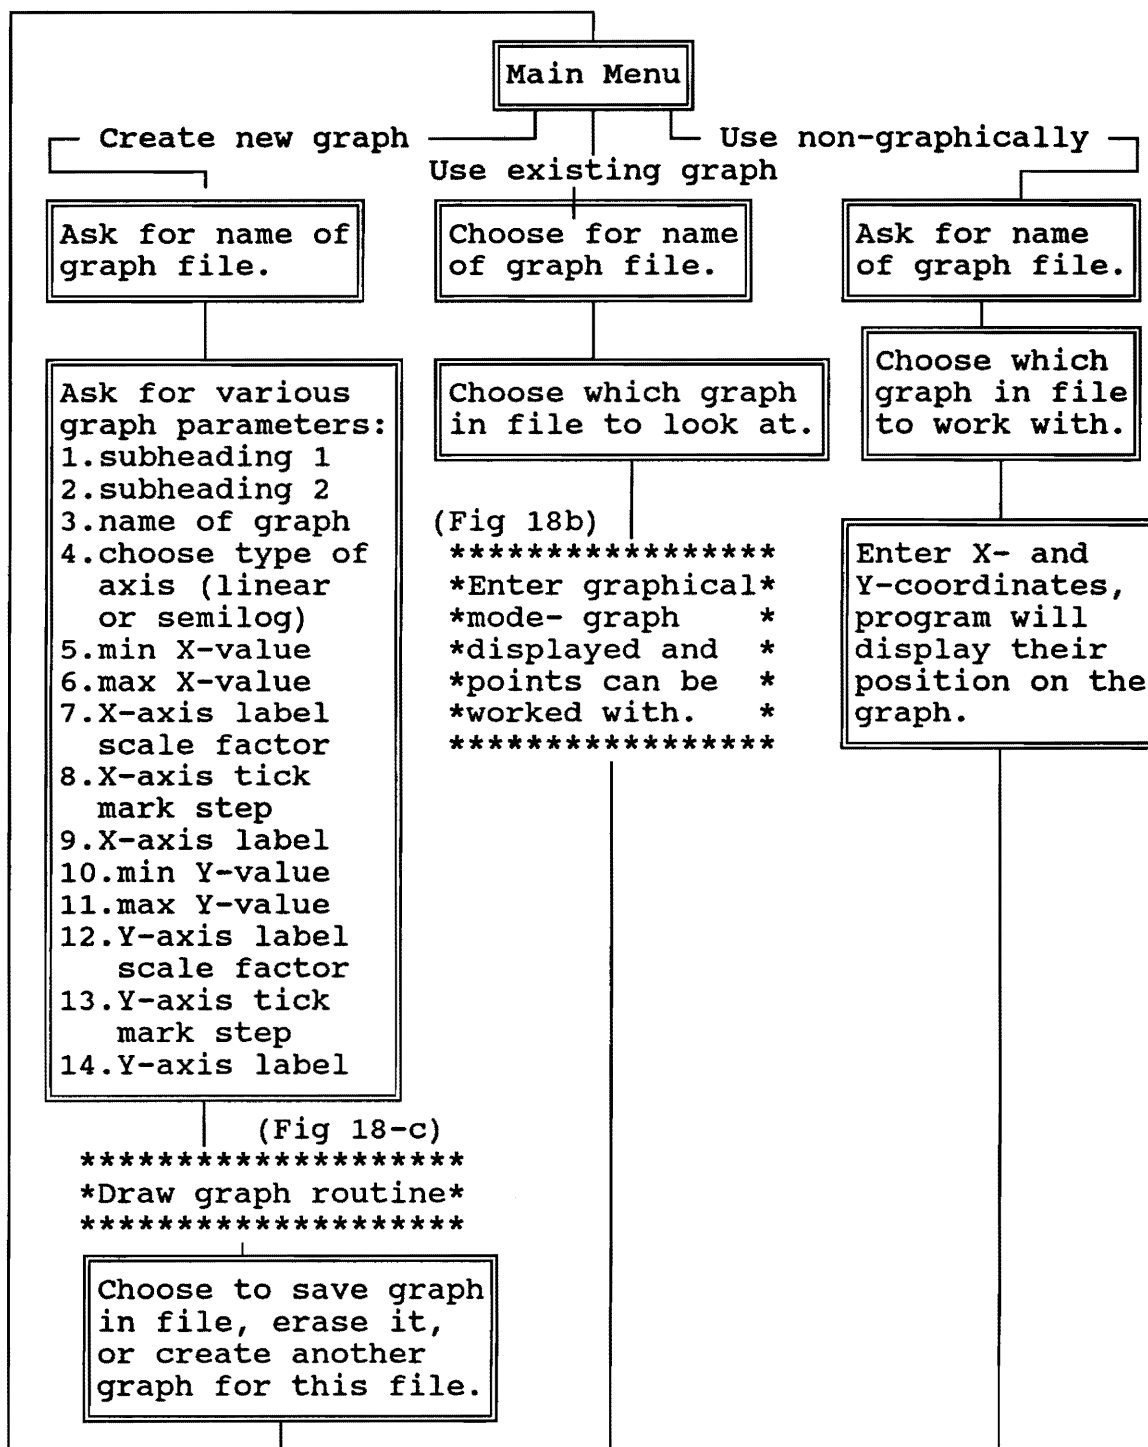 Main Menu
Create new graph
Use existing graph
Use non-graphically
Ask for name of
graph file.
Ask for various
graph parameters:
1.subheading 1
2.subheading 2
3.name of graph
4.choose type of
axis (linear
or semilog)
5.min X-value
6.max X-value
7.X-axis label
scale factor
8.X-axis tick
mark step
9.X-axis label
10.min Y-value
11.max Y-value
12.Y-axis label
scale factor
13.Y-axis tick
mark step
14.Y-axis label
(Fig 18-c)
********************
*Draw graph routine*
********************
Choose to save graph
in file, erase it,
or create another
graph for this file.
Choose for name
of graph file.
Choose which graph
in file to look at.
(Fig 18b)
*****************
*Enter graphical*
*mode- graph    *
*displayed and  *
*points can be  *
*worked with.   *
*****************
Ask for name
of graph file.
Choose which
graph in file
to work with.
Enter X- and
Y-coordinates,
program will
display their
position on the
graph.